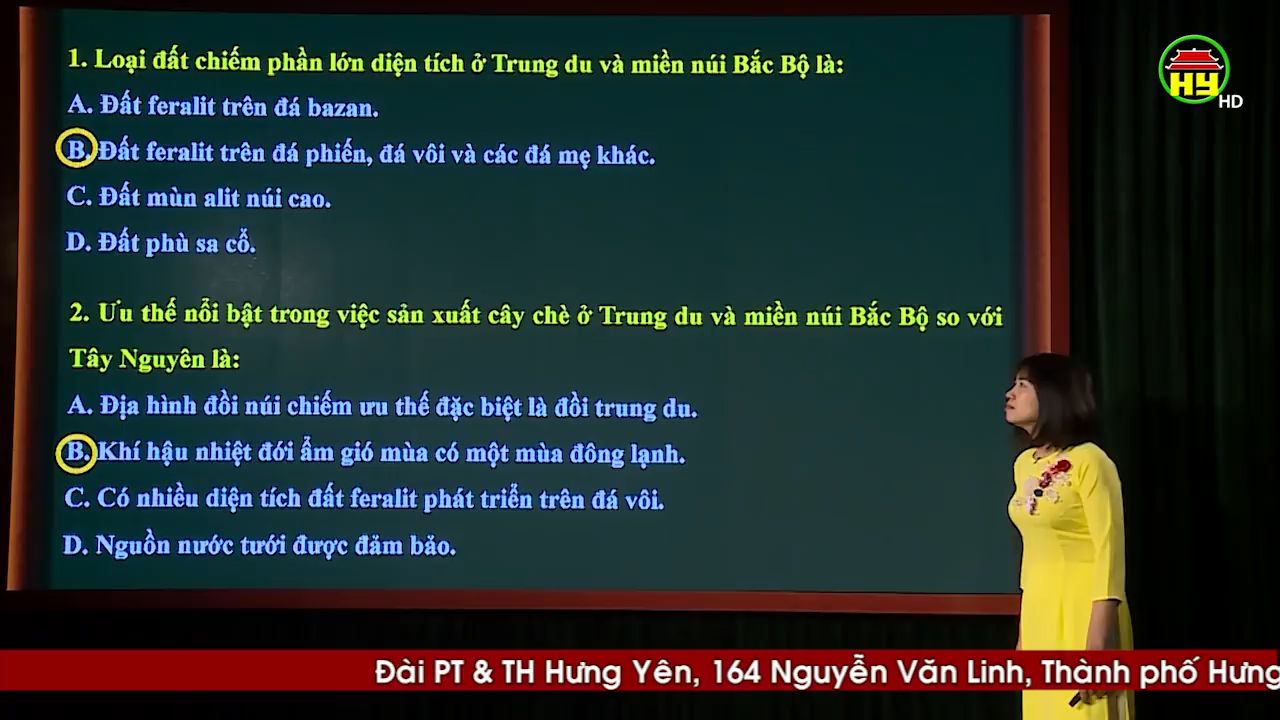 1. Loại đất chiếm phần lớn diện tích ở Trung du và miền núi Bắc Bộ là:
A. Đất feralit trên đá bazan.
B. Đất feralit trên đá phiến, đá vôi và các đá mẹ khác.
C. Đất mùn alit núi cao.
D. Đất phù sa cổ.
2. Ưu thế nổi bật trong việc sản xuất cây chè ở Trung du và miền núi Bắc Bộ so với
Tây Nguyên là:
A. Địa hình đồi núi chiếm ưu thế đặc biệt là đồi trung du.
B. Khí hậu nhiệt đới ẩm gió mùa có một mùa đông lạnh.
C. Có nhiều diện tích đất feralit phát triển trên đá vôi.
D. Nguồn nước tưới được đảm bảo.
HY
HD
Đài PT & TH Hưng Yên, 164 Nguyễn Văn Linh, Thành phố Hưng